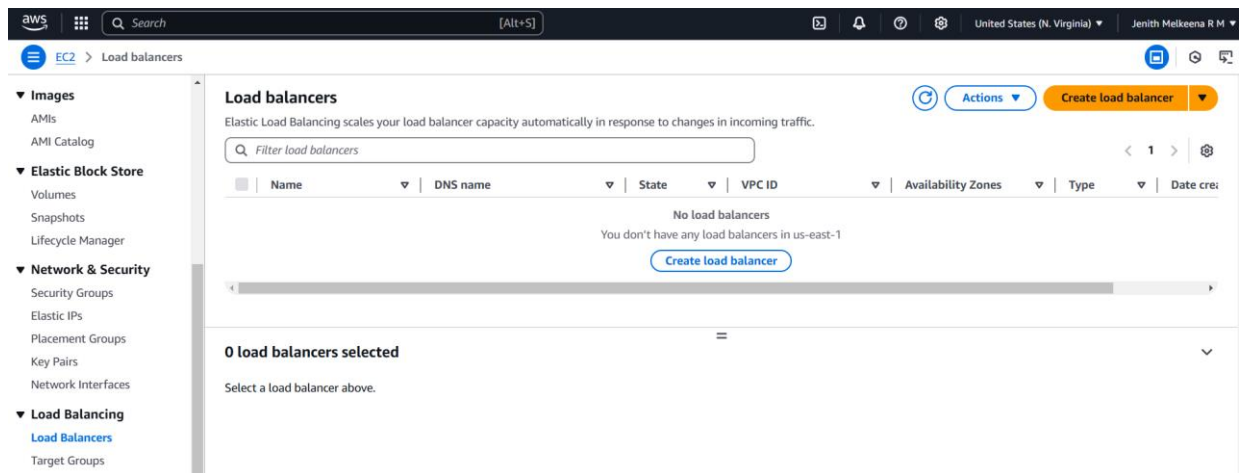 aws Search [Alt+S] United States (N. Virginia) Jenith Melkeena R M
EC2 > Load balancers
Images
AMIs
AMI Catalog
Elastic Block Store
Volumes
Snapshots
Lifecycle Manager
Network & Security
Security Groups
Elastic IPs
Placement Groups
Key Pairs
Network Interfaces
Load Balancing
Load Balancers
Target Groups
Load balancers
Actions Create load balancer
Elastic Load Balancing scales your load balancer capacity automatically in response to changes in incoming traffic.
Filter load balancers
< 1 >
Name DNS name State VPC ID Availability Zones Type Date crea
No load balancers
You don't have any load balancers in us-east-1
Create load balancer
0 load balancers selected
Select a load balancer above.